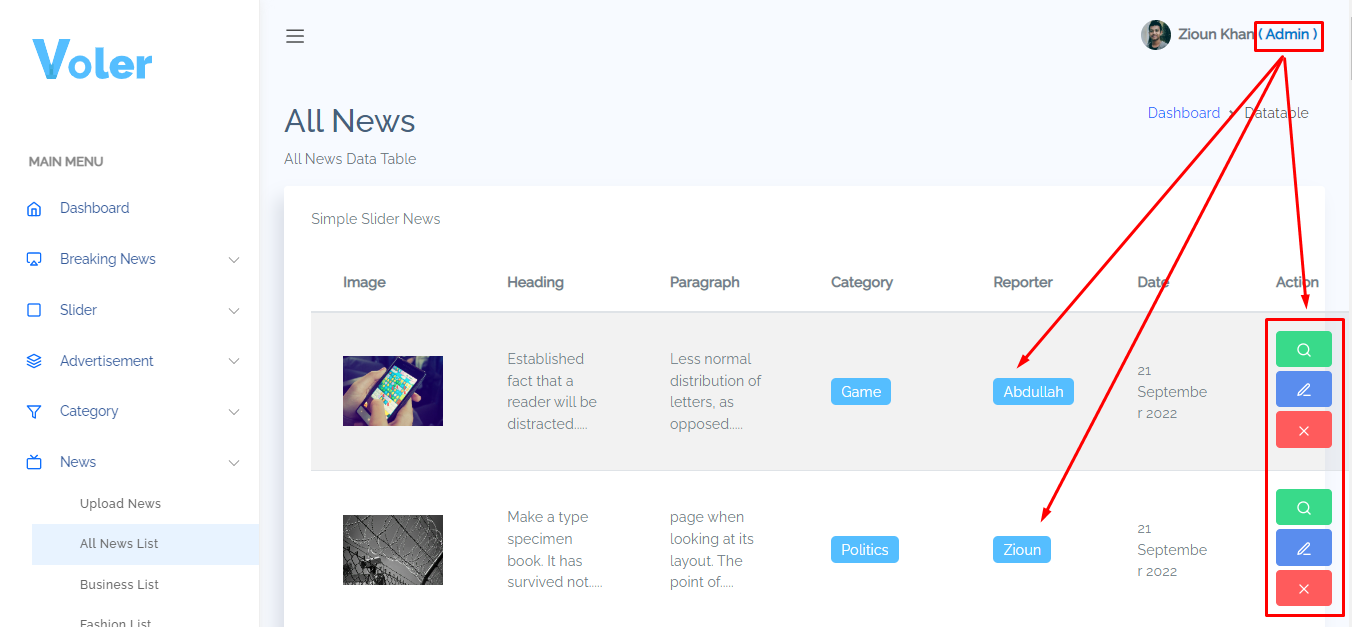 Voler
Zioun Khan ( Admin )
MAIN MENU
Dashboard
Breaking News
Slider
Advertisement
Category
News
Upload News
All News List
Business List
Fashion List
All News
All News Data Table
Dashboard
Datatable
Simple Slider News
Image Heading Paragraph Category Reporter Date Action
Established
fact that a
reader will be
distracted.....
Less normal
distribution of
letters, as
opposed.....
Game
Abdullah
21
Septembe
r 2022
Make a type
specimen
book. It has
survived not.....
page when
looking at its
layout. The
point of.....
Politics
Zioun
21
Septembe
r 2022